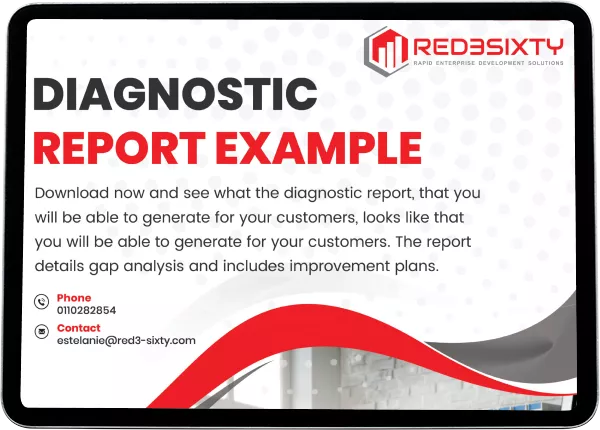 RED3SIXTY
RAPID ENTERPRISE DEVELOPMENT SOLUTIONS
DIAGNOSTIC
REPORT EXAMPLE
Download now and see what the diagnostic report, that you
will be able to generate for your customers, looks like that
you will be able to generate for your customers. The report
details gap analysis and includes improvement plans.
Phone
0110282854
Contact
estelanie@red3-sixty.com